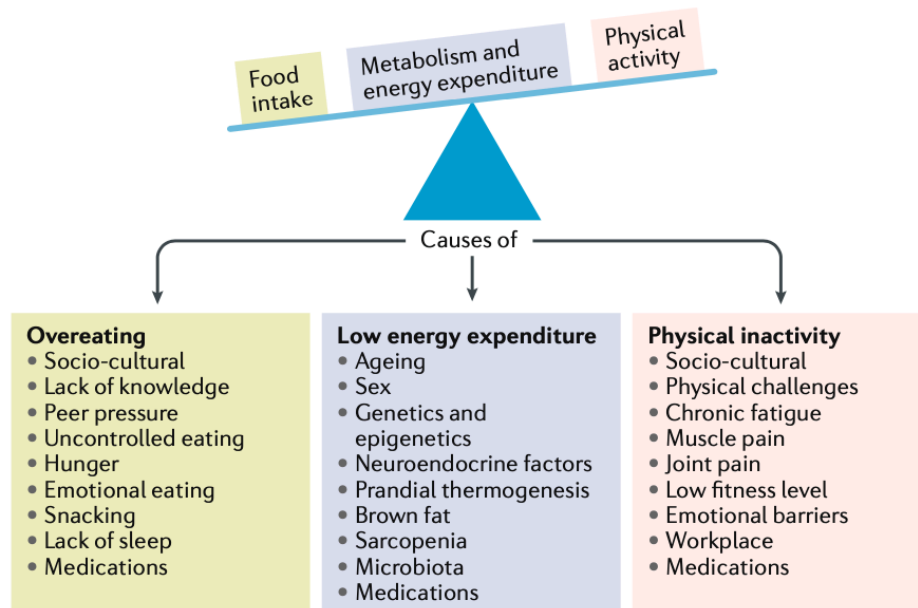 Food
intake
Metabolism and
energy expenditure
Physical
activity
Causes of
Overeating
• Socio-cultural
• Lack of knowledge
• Peer pressure
• Uncontrolled eating
• Hunger
• Emotional eating
• Snacking
• Lack of sleep
• Medications
Low energy expenditure
• Ageing
• Sex
• Genetics and
epigenetics
• Neuroendocrine factors
• Prandial thermogenesis
• Brown fat
• Sarcopenia
• Microbiota
• Medications
Physical inactivity
• Socio-cultural
• Physical challenges
• Chronic fatigue
• Muscle pain
• Joint pain
• Low fitness level
• Emotional barriers
• Workplace
• Medications